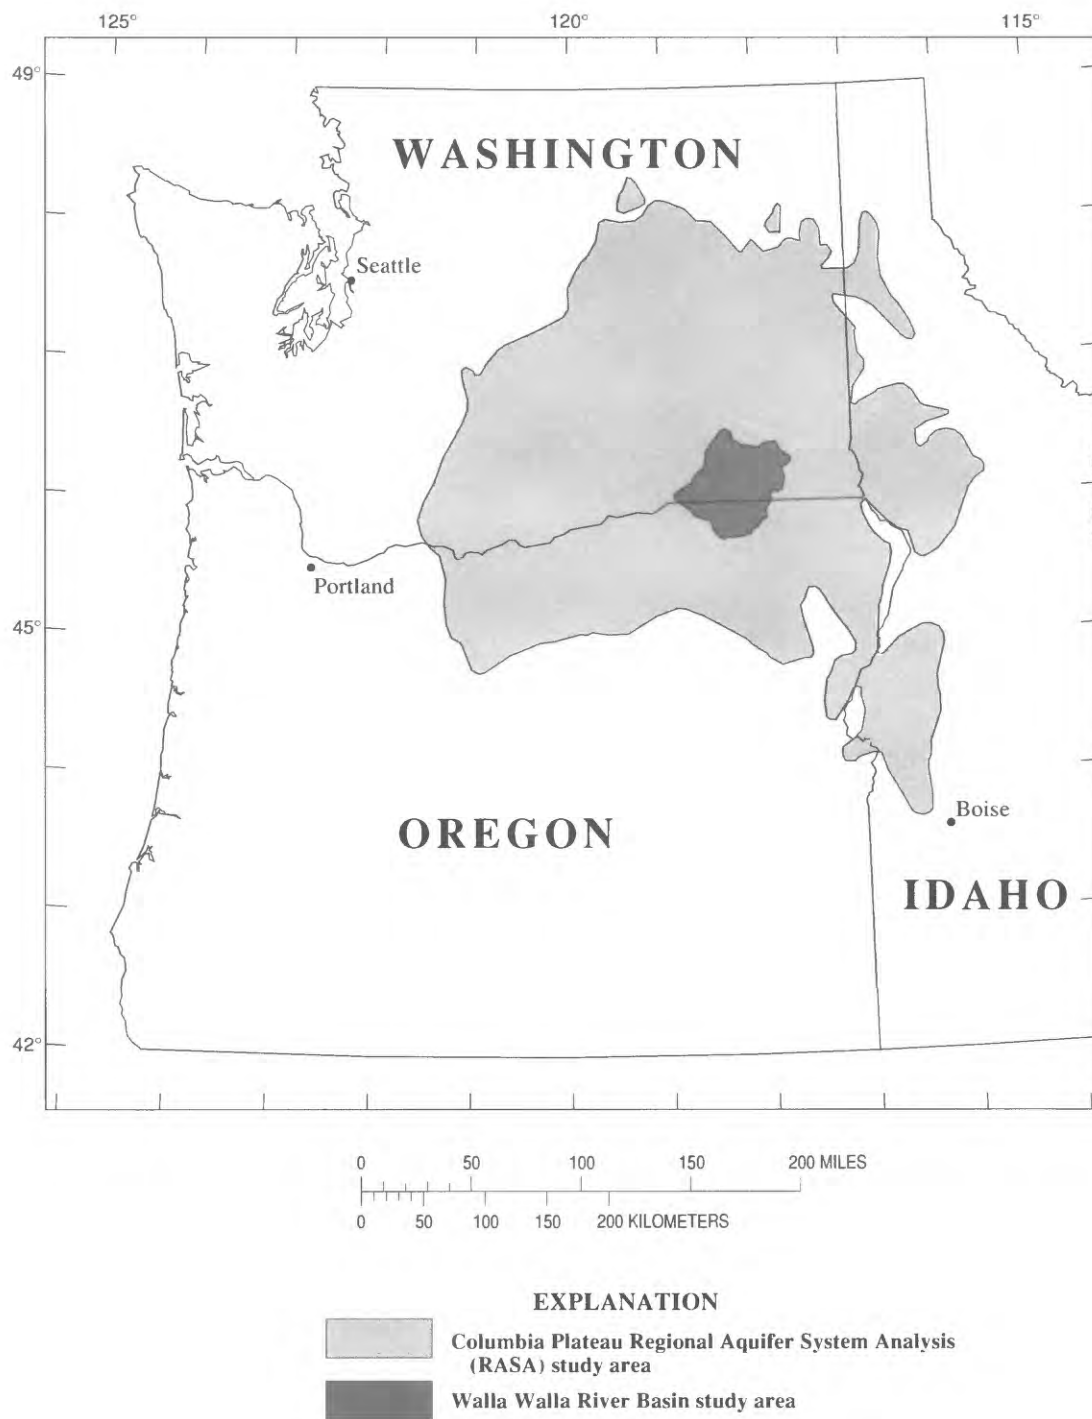 125° 120° 115°
49°
WASHINGTON
Seattle
Portland
45°
Boise
OREGON
IDAHO
42°
0 50 100 150 200 MILES
0 50 100 150 200 KILOMETERS
EXPLANATION
Columbia Plateau Regional Aquifer System Analysis
(RASA) study area
Walla Walla River Basin study area